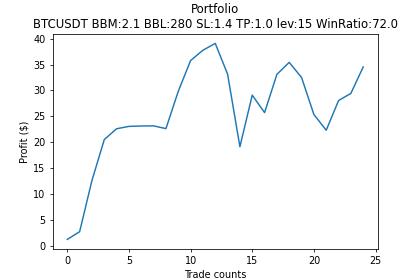 Portfolio
BTCUSDT BBM:2.1 BBL:280 SL:1.4 TP:1.0 lev:15 WinRatio:72.0
40
35
30
25
20
15
10
5
0
Profit ($)
0 5 10 15 20 25
Trade counts